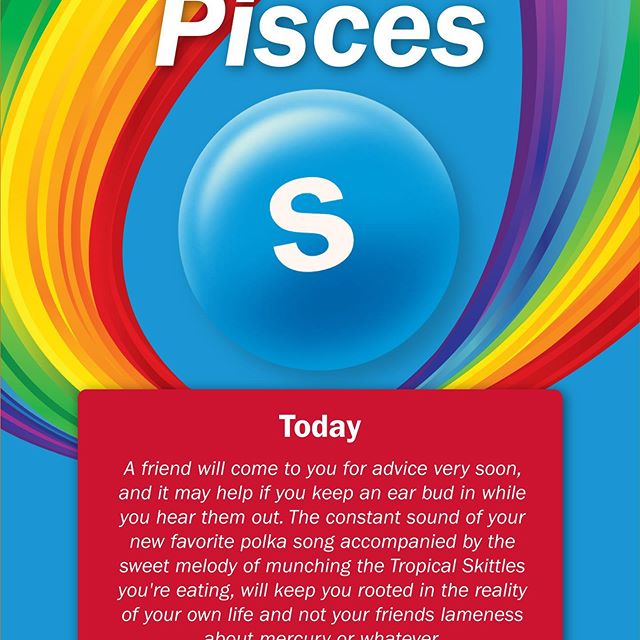 Pisces
S
Today
A friend will come to you for advice very soon,
and it may help if you keep an ear bud in while
you hear them out. The constant sound of your
new favorite polka song accompanied by the
sweet melody of munching the Tropical Skittles
you're eating, will keep you rooted in the reality
of your own life and not your friends lameness
about mercury or whatever